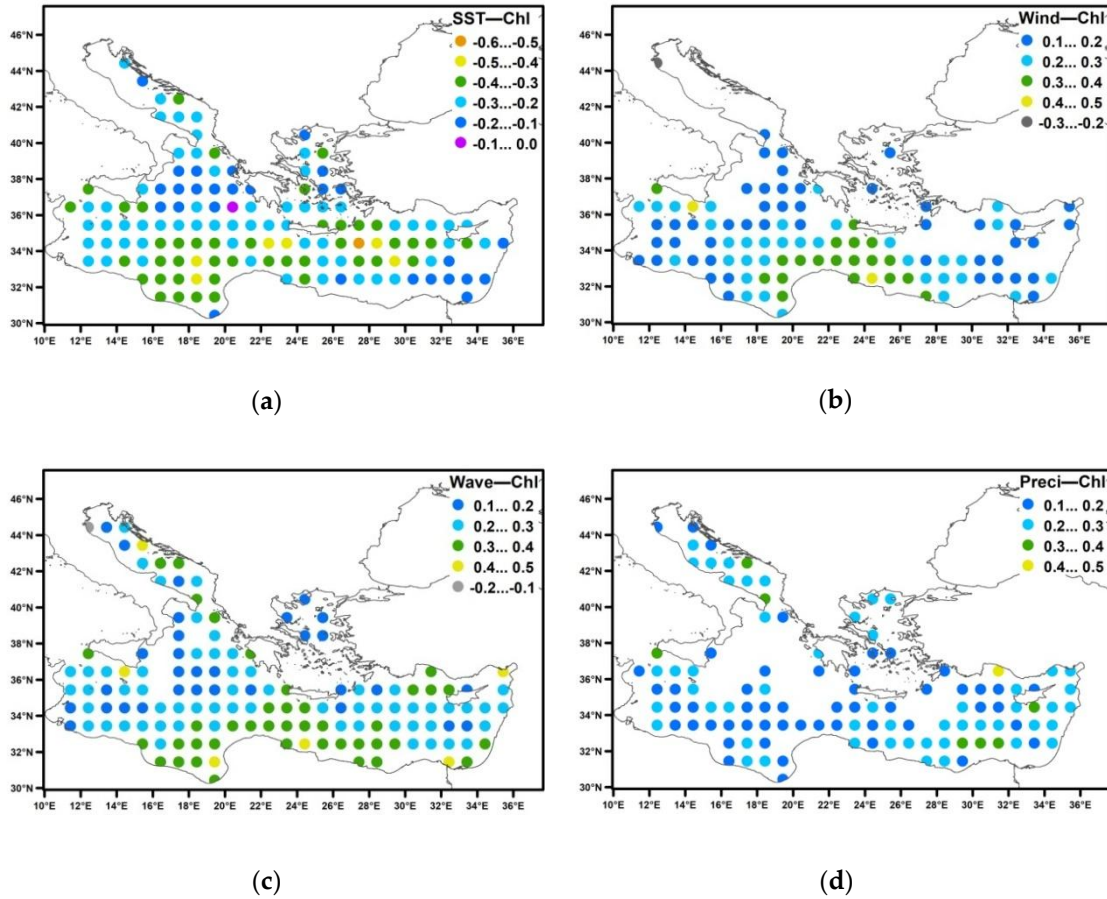 SST—Chl
-0.6...-0.5
-0.5...-0.4
-0.4...-0.3
-0.3...-0.2
-0.2...-0.1
-0.1... 0.0
46°N
44°N
42°N
40°N
38°N
36°N
34°N
32°N
30°N
10°E 12°E 14°E 16°E 18°E 20°E 22°E 24°E 26°E 28°E 30°E 32°E 34°E 36°E
(a)
Wind—Chl
0.1... 0.2
0.2... 0.3
0.3... 0.4
0.4... 0.5
-0.3...-0.2
46°N
44°N
42°N
40°N
38°N
36°N
34°N
32°N
30°N
10°E 12°E 14°E 16°E 18°E 20°E 22°E 24°E 26°E 28°E 30°E 32°E 34°E 36°E
(b)
Wave—Chl
0.1... 0.2
0.2... 0.3
0.3... 0.4
0.4... 0.5
-0.2...-0.1
46°N
44°N
42°N
40°N
38°N
36°N
34°N
32°N
30°N
10°E 12°E 14°E 16°E 18°E 20°E 22°E 24°E 26°E 28°E 30°E 32°E 34°E 36°E
(c)
Preci—Chl
0.1... 0.2
0.2... 0.3
0.3... 0.4
0.4... 0.5
46°N
44°N
42°N
40°N
38°N
36°N
34°N
32°N
30°N
10°E 12°E 14°E 16°E 18°E 20°E 22°E 24°E 26°E 28°E 30°E 32°E 34°E 36°E
(d)